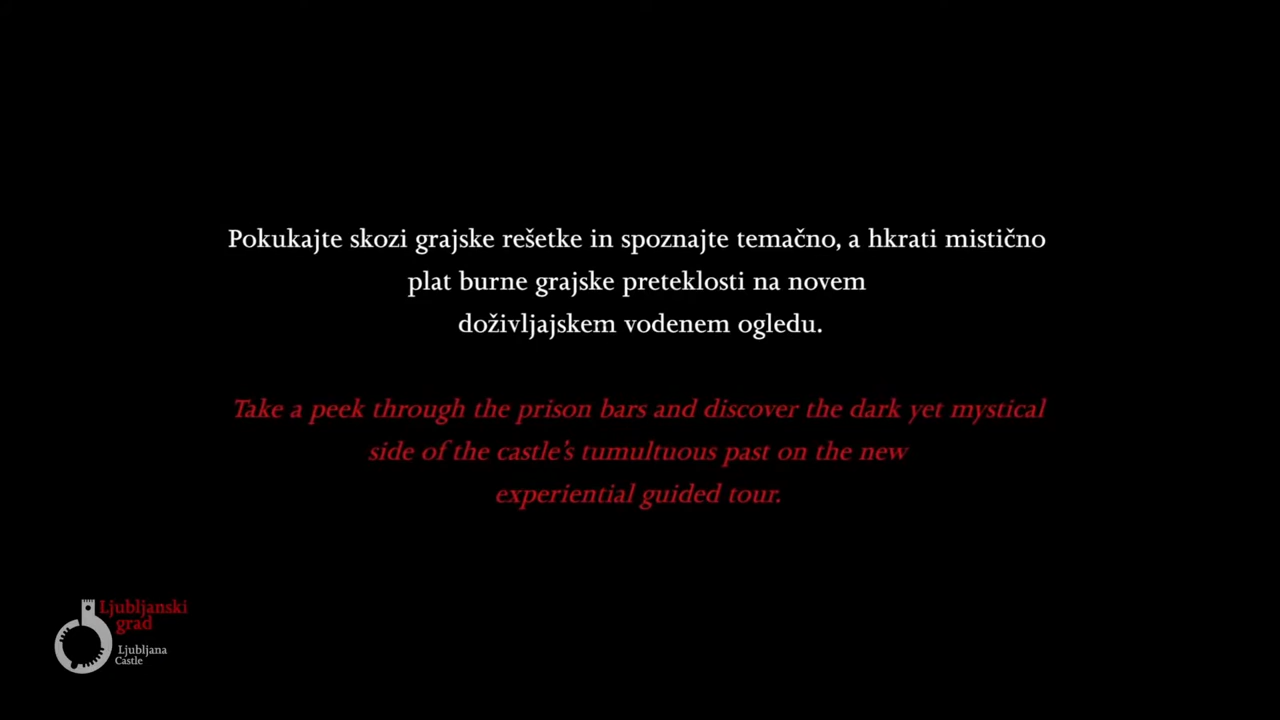 Pokukajte skozi grajske rešetke in spoznajte temačno, a hkrati mistično
plat burne grajske preteklosti na novem
doživljajskem vodenem ogledu.
Take a peek through the prison bars and discover the dark yet mystical
side of the castle's tumultuous past on the new
experiential guided tour.
Ljubljanski
grad
Ljubljana
Castle